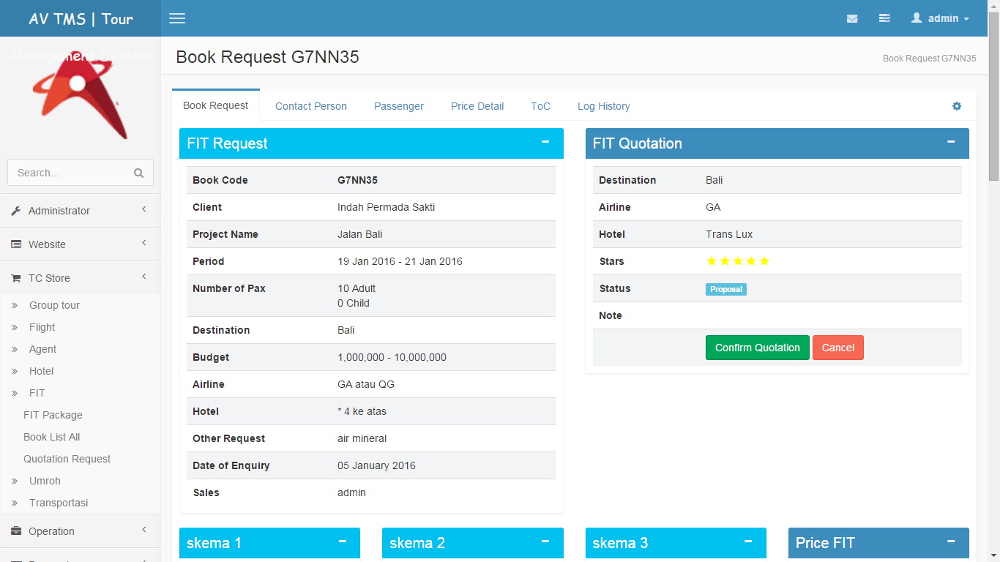 AV TMS | Tour
Management System
admin
Book Request G7NN35
Book Request G7NN35
Search...
Administrator
Website
TC Store
Group tour
Flight
Agent
Hotel
FIT
FIT Package
Book List All
Quotation Request
Umroh
Transportasi
Operation
Book Request
Contact Person
Passenger
Price Detail
ToC
Log History
FIT Request
Book Code G7NN35
Client Indah Permada Sakti
Project Name Jalan Bali
Period 19 Jan 2016 - 21 Jan 2016
Number of Pax 10 Adult
0 Child
Destination Bali
Budget 1,000,000 - 10,000,000
Airline GA atau QG
Hotel * 4 ke atas
Other Request air mineral
Date of Enquiry 05 January 2016
Sales admin
FIT Quotation
Destination Bali
Airline GA
Hotel Trans Lux
Stars
Status Proposal
Note
Confirm Quotation Cancel
skema 1
skema 2
skema 3
Price FIT